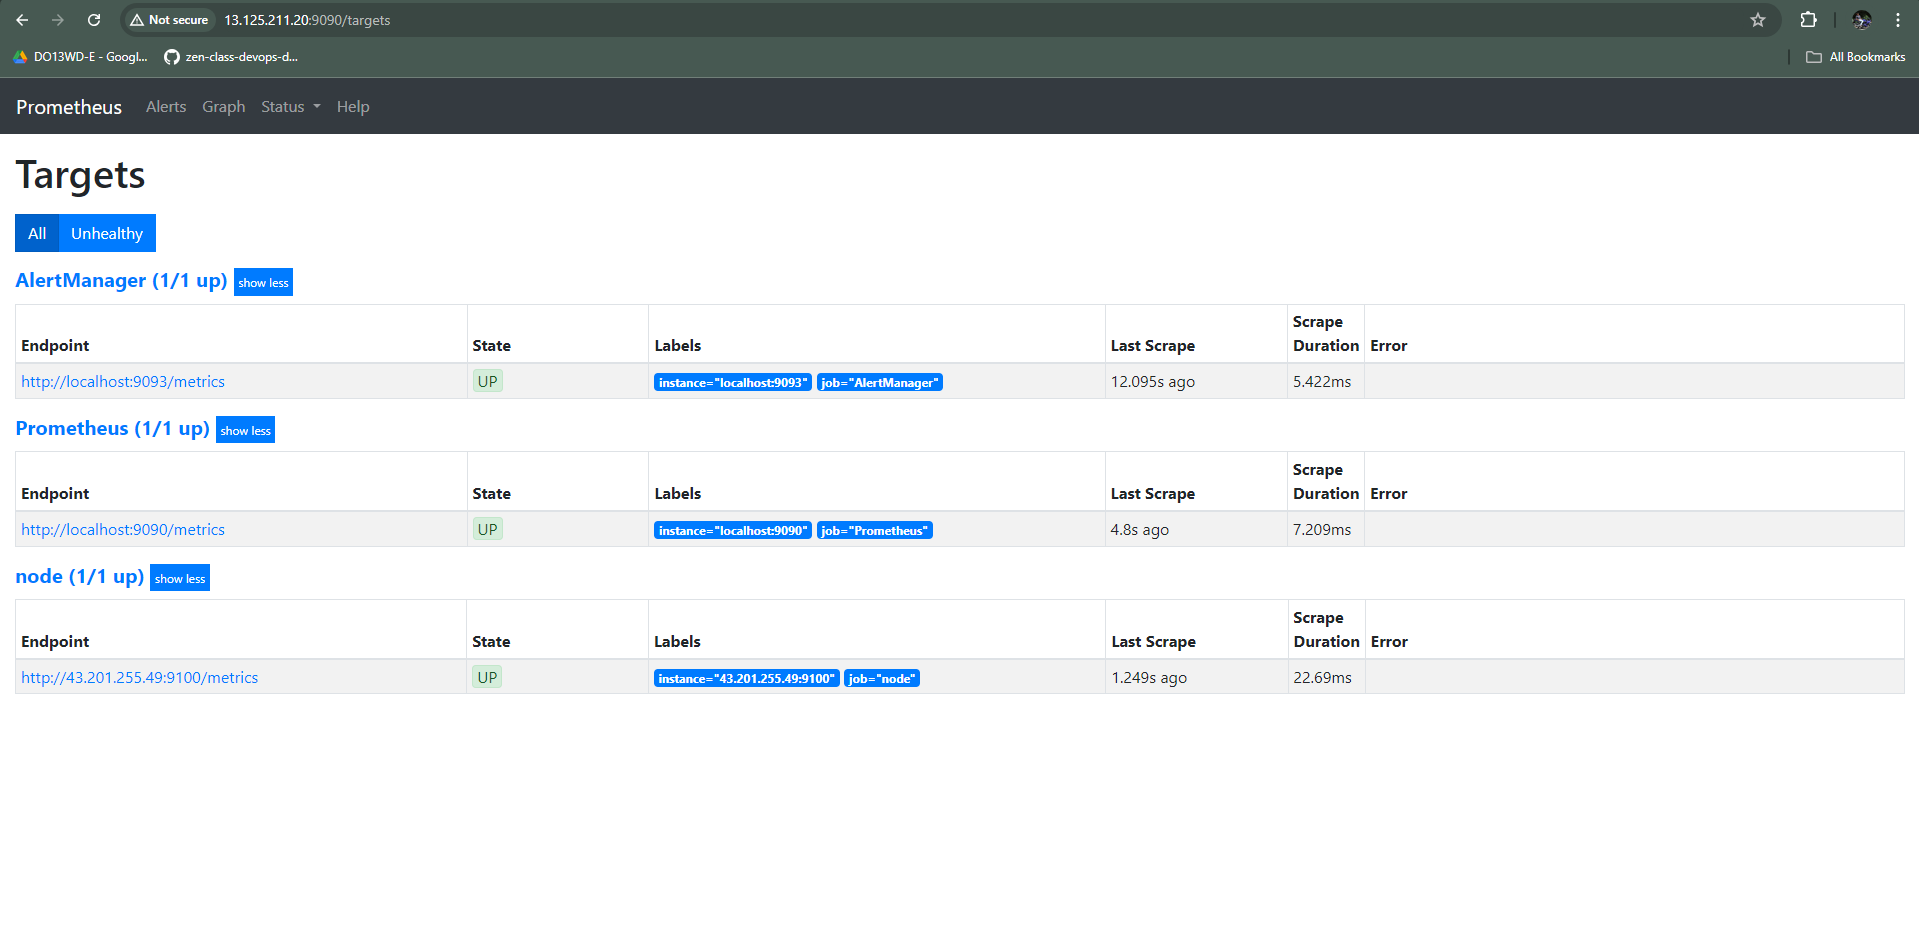 Not secure 13.125.211.20:9090/targets
DO13WD-E - Googl... zen-class-devops-d... All Bookmarks
Prometheus Alerts Graph Status Help
Targets
All Unhealthy
AlertManager (1/1 up) show less
Endpoint State Labels Last Scrape Scrape Duration Error
http://localhost:9093/metrics UP instance="localhost:9093" job="AlertManager" 12.095s ago 5.422ms
Prometheus (1/1 up) show less
Endpoint State Labels Last Scrape Scrape Duration Error
http://localhost:9090/metrics UP instance="localhost:9090" job="Prometheus" 4.8s ago 7.209ms
node (1/1 up) show less
Endpoint State Labels Last Scrape Scrape Duration Error
http://43.201.255.49:9100/metrics UP instance="43.201.255.49:9100" job="node" 1.249s ago 22.69ms